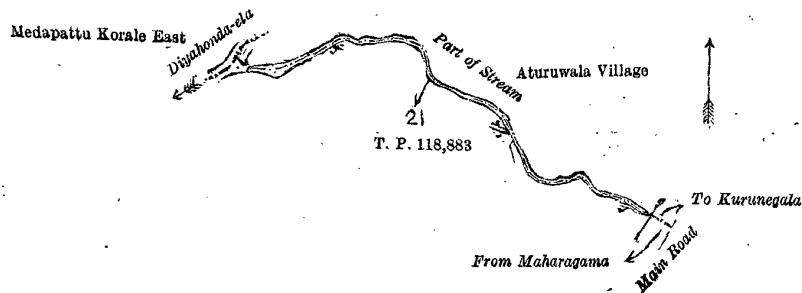 Medapattu Korale East
Diyahonda-ela
Part of Stream
Aturuwala Village
21
T. P. 118,883
To Kurunegala
From Maharagama
Main Road